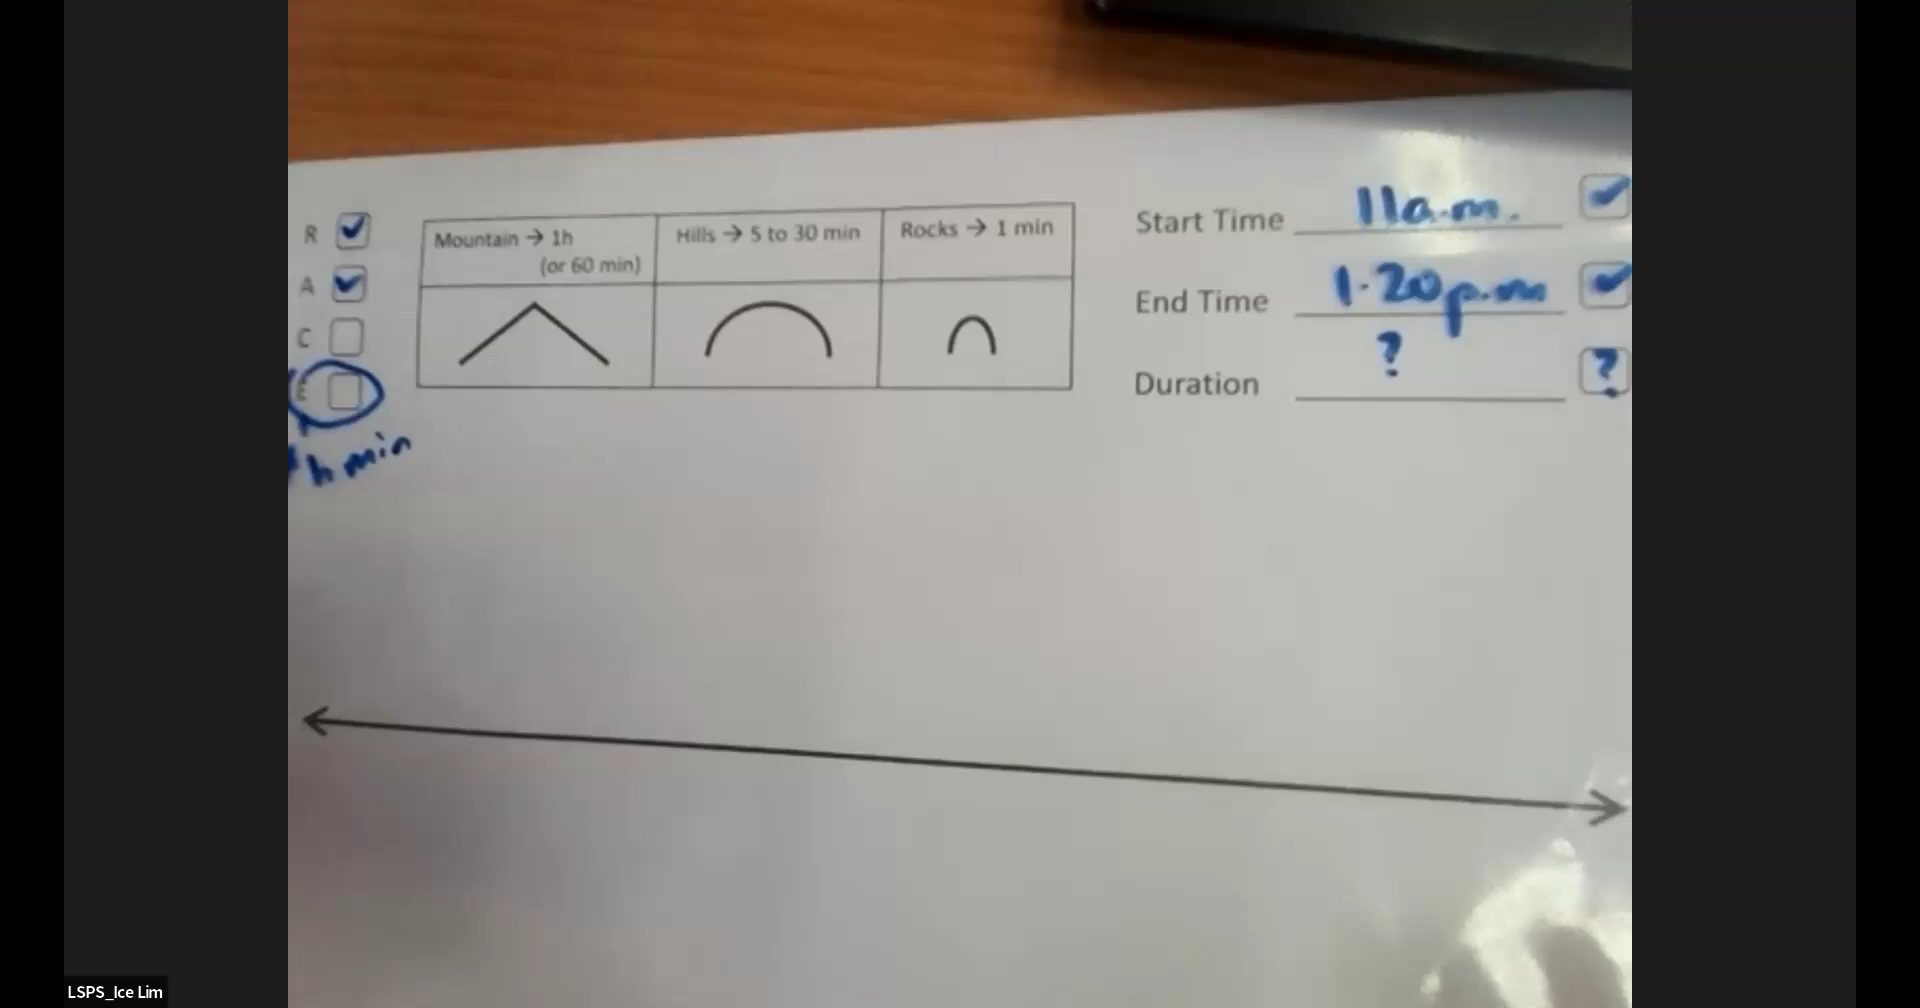 R
A
C
E
h min
Mountain → 1h
(or 60 min)
Hills → 5 to 30 min
Rocks → 1 min
Start Time 11a.m.
End Time 1.20p.m
Duration ? ?
LSPS_Ice Lim